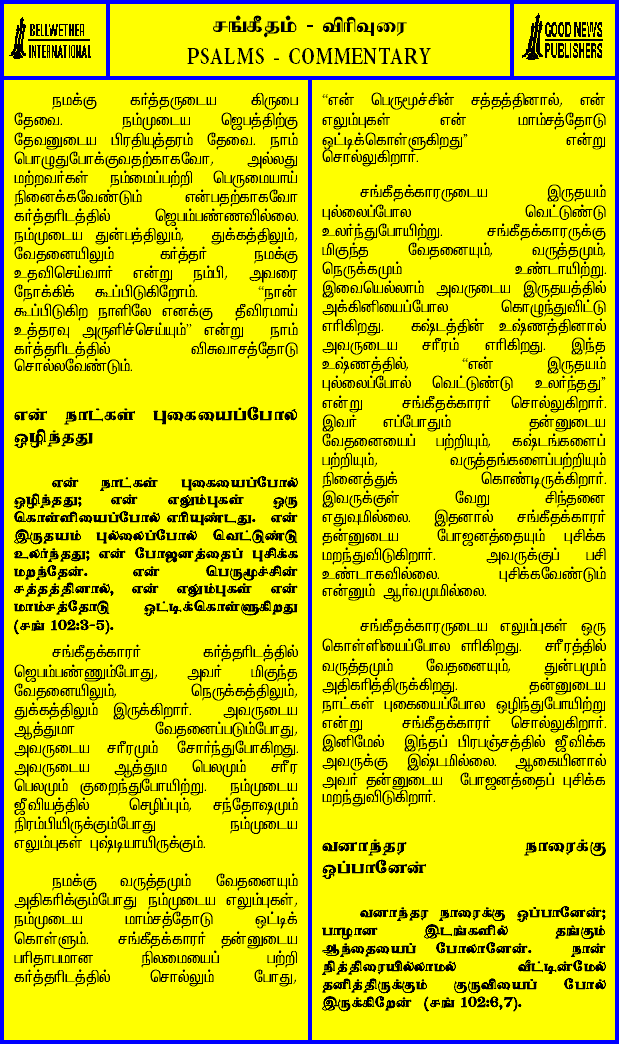 BELLWETHER
INTERNATIONAL
சங்கீதம் - விரிவுரை
PSALMS - COMMENTARY
GOOD NEWS
PUBLISHERS
நமக்கு கர்த்தருடைய கிருபை
தேவை. நம்முடைய ஜெபத்திற்கு
தேவனுடைய பிரதியுத்தரம் தேவை. நாம்
பொழுதுபோக்குவதற்காகவோ, அல்லது
மற்றவர்கள் நம்மைப்பற்றி பெருமையாய்
நினைக்கவேண்டும் என்பதற்காகவோ
கர்த்தரிடத்தில் ஜெபம்பண்ணவில்லை.
நம்முடைய துன்பத்திலும், துக்கத்திலும்,
வேதனையிலும் கர்த்தர் நமக்கு
உதவிசெய்வார் என்று நம்பி, அவரை
நோக்கிக் கூப்பிடுகிறோம். “நான்
கூப்பிடுகிற நாளிலே எனக்கு தீவிரமாய்
உத்தரவு அருளிச்செய்யும்” என்று நாம்
கர்த்தரிடத்தில் விசுவாசத்தோடு
சொல்லவேண்டும்.
என் நாட்கள் புகையைப்போல்
ஒழிந்தது
என் நாட்கள் புகையைப்போல்
ஒழிந்தது; என் எலும்புகள் ஒரு
கொள்ளியைப்போல் எரியுண்டது. என்
இருதயம் புல்லைப்போல் வெட்டுண்டு
உலர்ந்தது; என் போஜனத்தைப் புசிக்க
மறந்தேன். என் பெருமூச்சின்
சத்தத்தினால், என் எலும்புகள் என்
மாம்சத்தோடு ஒட்டிக்கொள்ளுகிறது
(சங் 102:3-5).
சங்கீதக்காரர் கர்த்தரிடத்தில்
ஜெபம்பண்ணும்போது, அவர் மிகுந்த
வேதனையிலும், நெருக்கத்திலும்,
துக்கத்திலும் இருக்கிறார். அவருடைய
ஆத்துமா வேதனைப்படும்போது,
அவருடைய சரீரமும் சோர்ந்துபோகிறது.
அவருடைய ஆத்தும பெலமும் சரீர
பெலமும் குறைந்துபோயிற்று. நம்முடைய
ஜீவியத்தில் செழிப்பும், சந்தோஷமும்
நிரம்பியிருக்கும்போது நம்முடைய
எலும்புகள் புஷ்டியாயிருக்கும்.
நமக்கு வருத்தமும் வேதனையும்
அதிகரிக்கும்போது நம்முடைய எலும்புகள்,
நம்முடைய மாம்சத்தோடு ஒட்டிக்
கொள்ளும். சங்கீதக்காரர் தன்னுடைய
பரிதாபமான நிலமையைப் பற்றி
கர்த்தரிடத்தில் சொல்லும் போது,
“என் பெருமூச்சின் சத்தத்தினால், என்
எலும்புகள் என் மாம்சத்தோடு
ஒட்டிக்கொள்ளுகிறது” என்று
சொல்லுகிறார்.
சங்கீதக்காரருடைய இருதயம்
புல்லைப்போல வெட்டுண்டு
உலர்ந்துபோயிற்று. சங்கீதக்காரருக்கு
மிகுந்த வேதனையும், வருத்தமும்,
நெருக்கமும் உண்டாயிற்று.
இவையெல்லாம் அவருடைய இருதயத்தில்
அக்கினியைப்போல கொழுந்துவிட்டு
எரிகிறது. கஷ்டத்தின் உஷ்ணத்தினால்
அவருடைய சரீரம் எரிகிறது. இந்த
உஷ்ணத்தில், “என் இருதயம்
புல்லைப்போல் வெட்டுண்டு உலர்ந்தது”
என்று சங்கீதக்காரர் சொல்லுகிறார்.
இவர் எப்போதும் தன்னுடைய
வேதனையைப் பற்றியும், கஷ்டங்களைப்
பற்றியும், வருத்தங்களைப்பற்றியும்
நினைத்துக் கொண்டிருக்கிறார்.
இவருக்குள் வேறு சிந்தனை
எதுவுமில்லை. இதனால் சங்கீதக்காரர்
தன்னுடைய போஜனத்தையும் புசிக்க
மறந்துவிடுகிறார். அவருக்குப் பசி
உண்டாகவில்லை. புசிக்கவேண்டும்
என்னும் ஆர்வமுமில்லை.
சங்கீதக்காரருடைய எலும்புகள் ஒரு
கொள்ளியைப்போல எரிகிறது. சரீரத்தில்
வருத்தமும் வேதனையும், துன்பமும்
அதிகரித்திருக்கிறது. தன்னுடைய
நாட்கள் புகையைப்போல ஒழிந்துபோயிற்று
என்று சங்கீதக்காரர் சொல்லுகிறார்.
இனிமேல் இந்தப் பிரபஞ்சத்தில் ஜீவிக்க
அவருக்கு இஷ்டமில்லை. ஆகையினால்
அவர் தன்னுடைய போஜனத்தைப் புசிக்க
மறந்துவிடுகிறார்.
வனாந்தர நாரைக்கு
ஒப்பானேன்
வனாந்தர நாரைக்கு ஒப்பானேன்;
பாழான இடங்களில் தங்கும்
ஆந்தையைப் போலானேன். நான்
நித்திரையில்லாமல் வீட்டின்மேல்
தனித்திருக்கும் குருவியைப் போல்
இருக்கிறேன் (சங் 102:6,7).